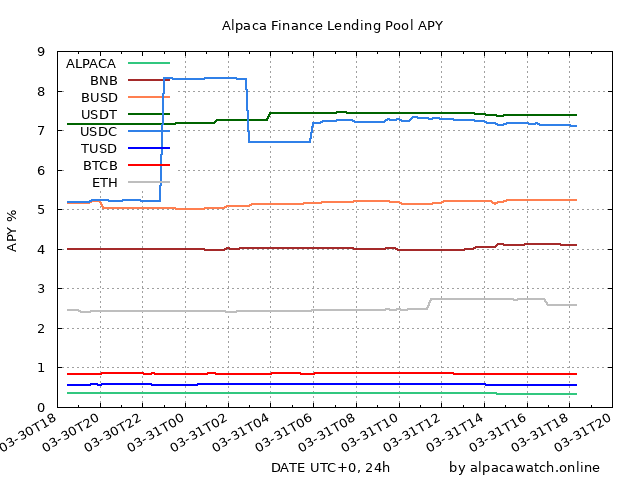 Alpaca Finance Lending Pool APY
9
8
7
6
5
4
3
2
1
0
APY %
ALPACA
BNB
BUSD
USDT
USDC
TUSD
BTCB
ETH
03-30T18
03-30T20
03-30T22
03-31T00
03-31T02
03-31T04
03-31T06
03-31T08
03-31T10
03-31T12
03-31T14
03-31T16
03-31T18
03-31T20
DATE UTC+0, 24h by alpacawatch.online